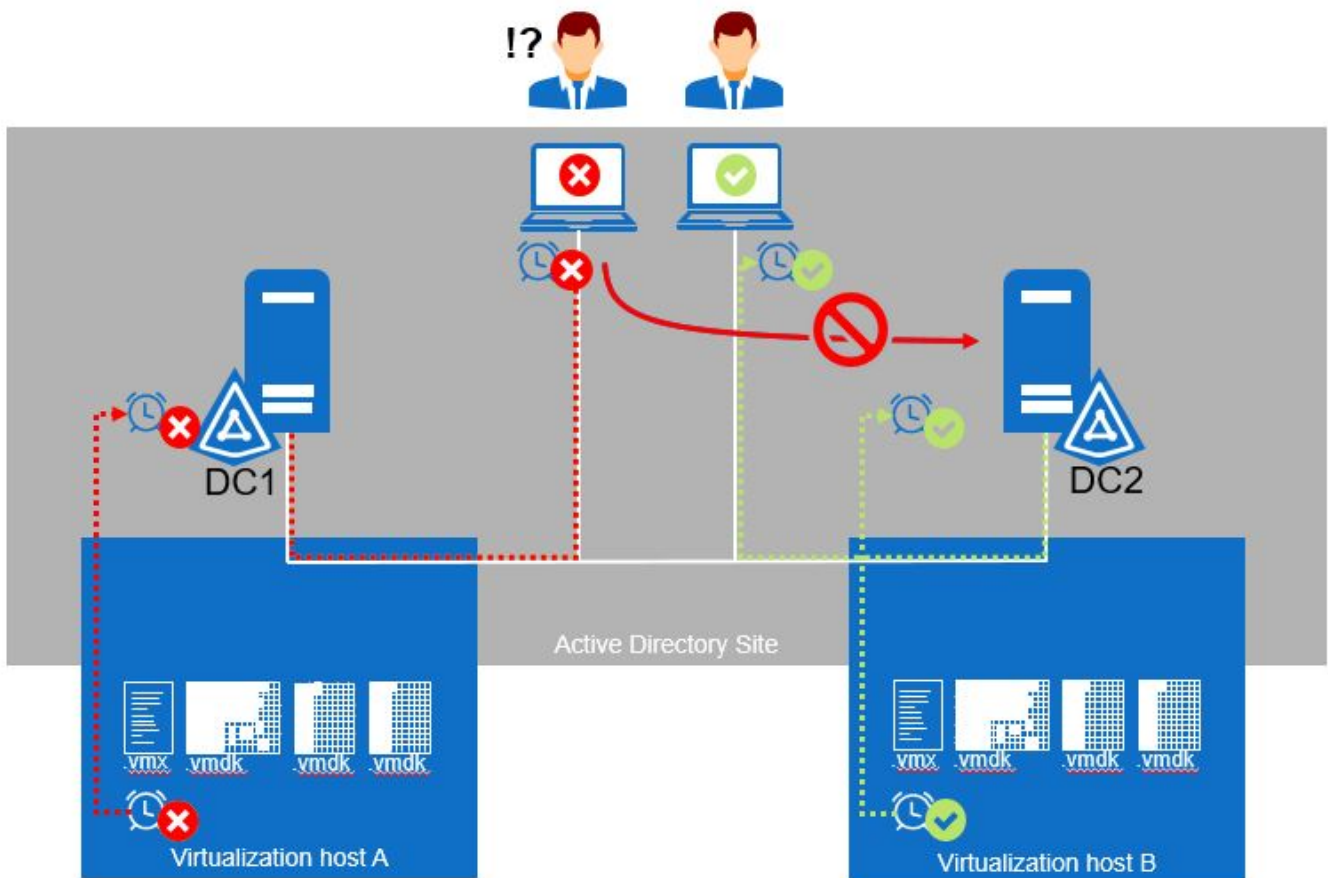 !?
DC1
DC2
Active Directory Site
.vmx .vmdk .vmdk .vmdk
.vmx .vmdk .vmdk .vmdk
Virtualization host A
Virtualization host B